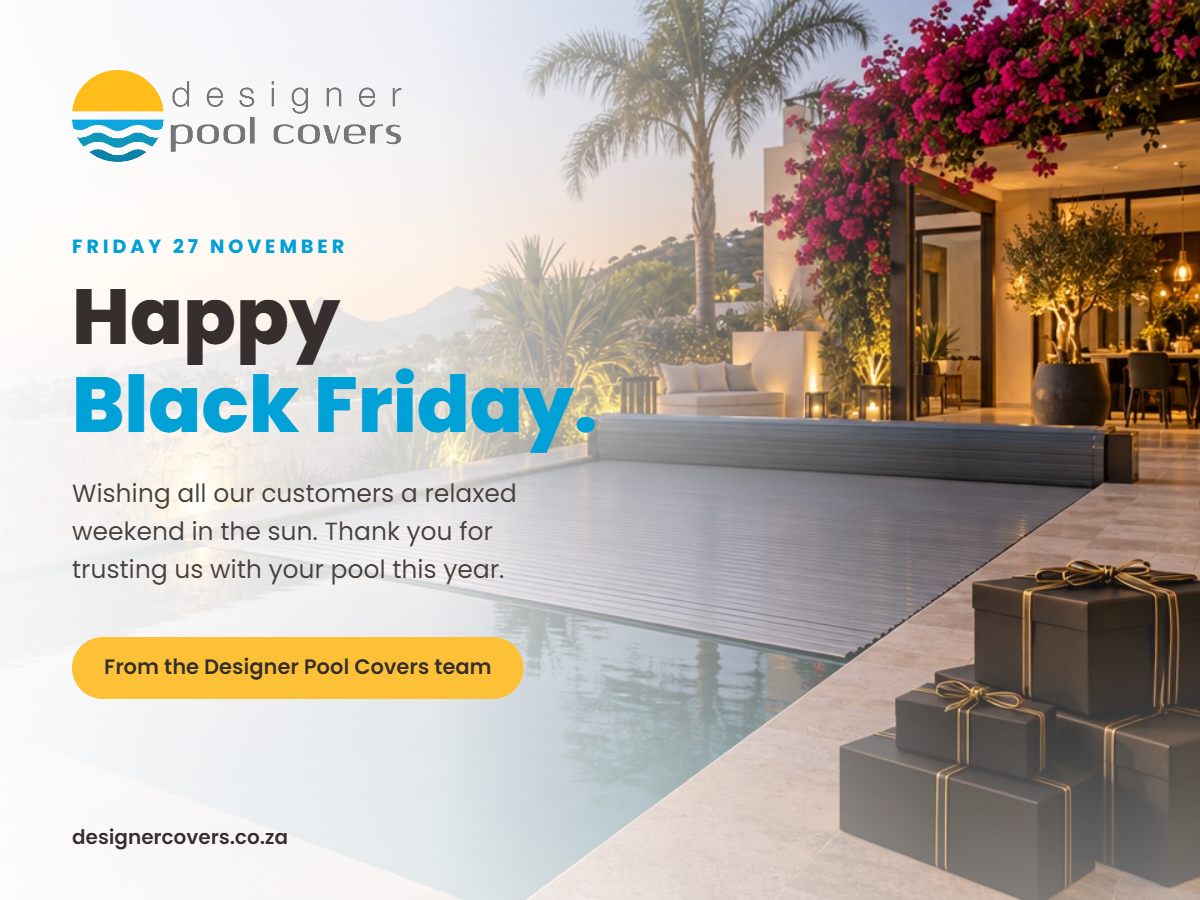 designer
pool covers
FRIDAY 27 NOVEMBER
Happy
Black Friday.
Wishing all our customers a relaxed
weekend in the sun. Thank you for
trusting us with your pool this year.
From the Designer Pool Covers team
designercovers.co.za